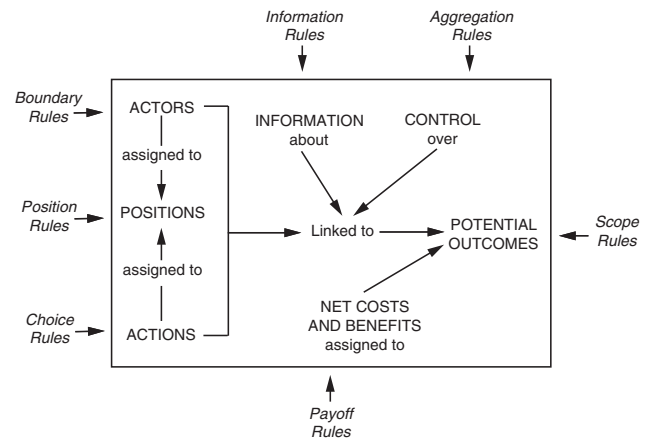 Information
Rules
Aggregation
Rules
Boundary
Rules
ACTORS
INFORMATION
about
CONTROL
over
assigned to
Position
Rules
POSITIONS
Linked to
POTENTIAL
OUTCOMES
Scope
Rules
assigned to
NET COSTS
AND BENEFITS
assigned to
Choice
Rules
ACTIONS
Payoff
Rules